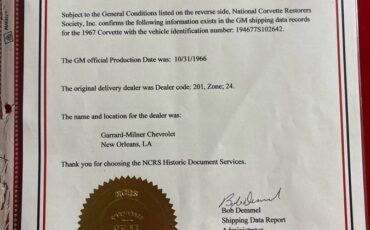 Subject to the General Conditions listed on the reverse side, National Corvette Restorers
Society, Inc. confirms the following information exists in the GM shipping data records
for the 1967 Corvette with the vehicle identification number: 194677S102642.
The GM official Production Date was: 10/31/1966
The original delivery dealer was Dealer code: 201, Zone; 24.
The name and location for the dealer was:
Garrard-Milner Chevrolet
New Orleans, LA
Thank you for choosing the NCRS Historic Document Services.
NCRS
Bob Demmel
Bob Demmel
Shipping Data Report
Administrator